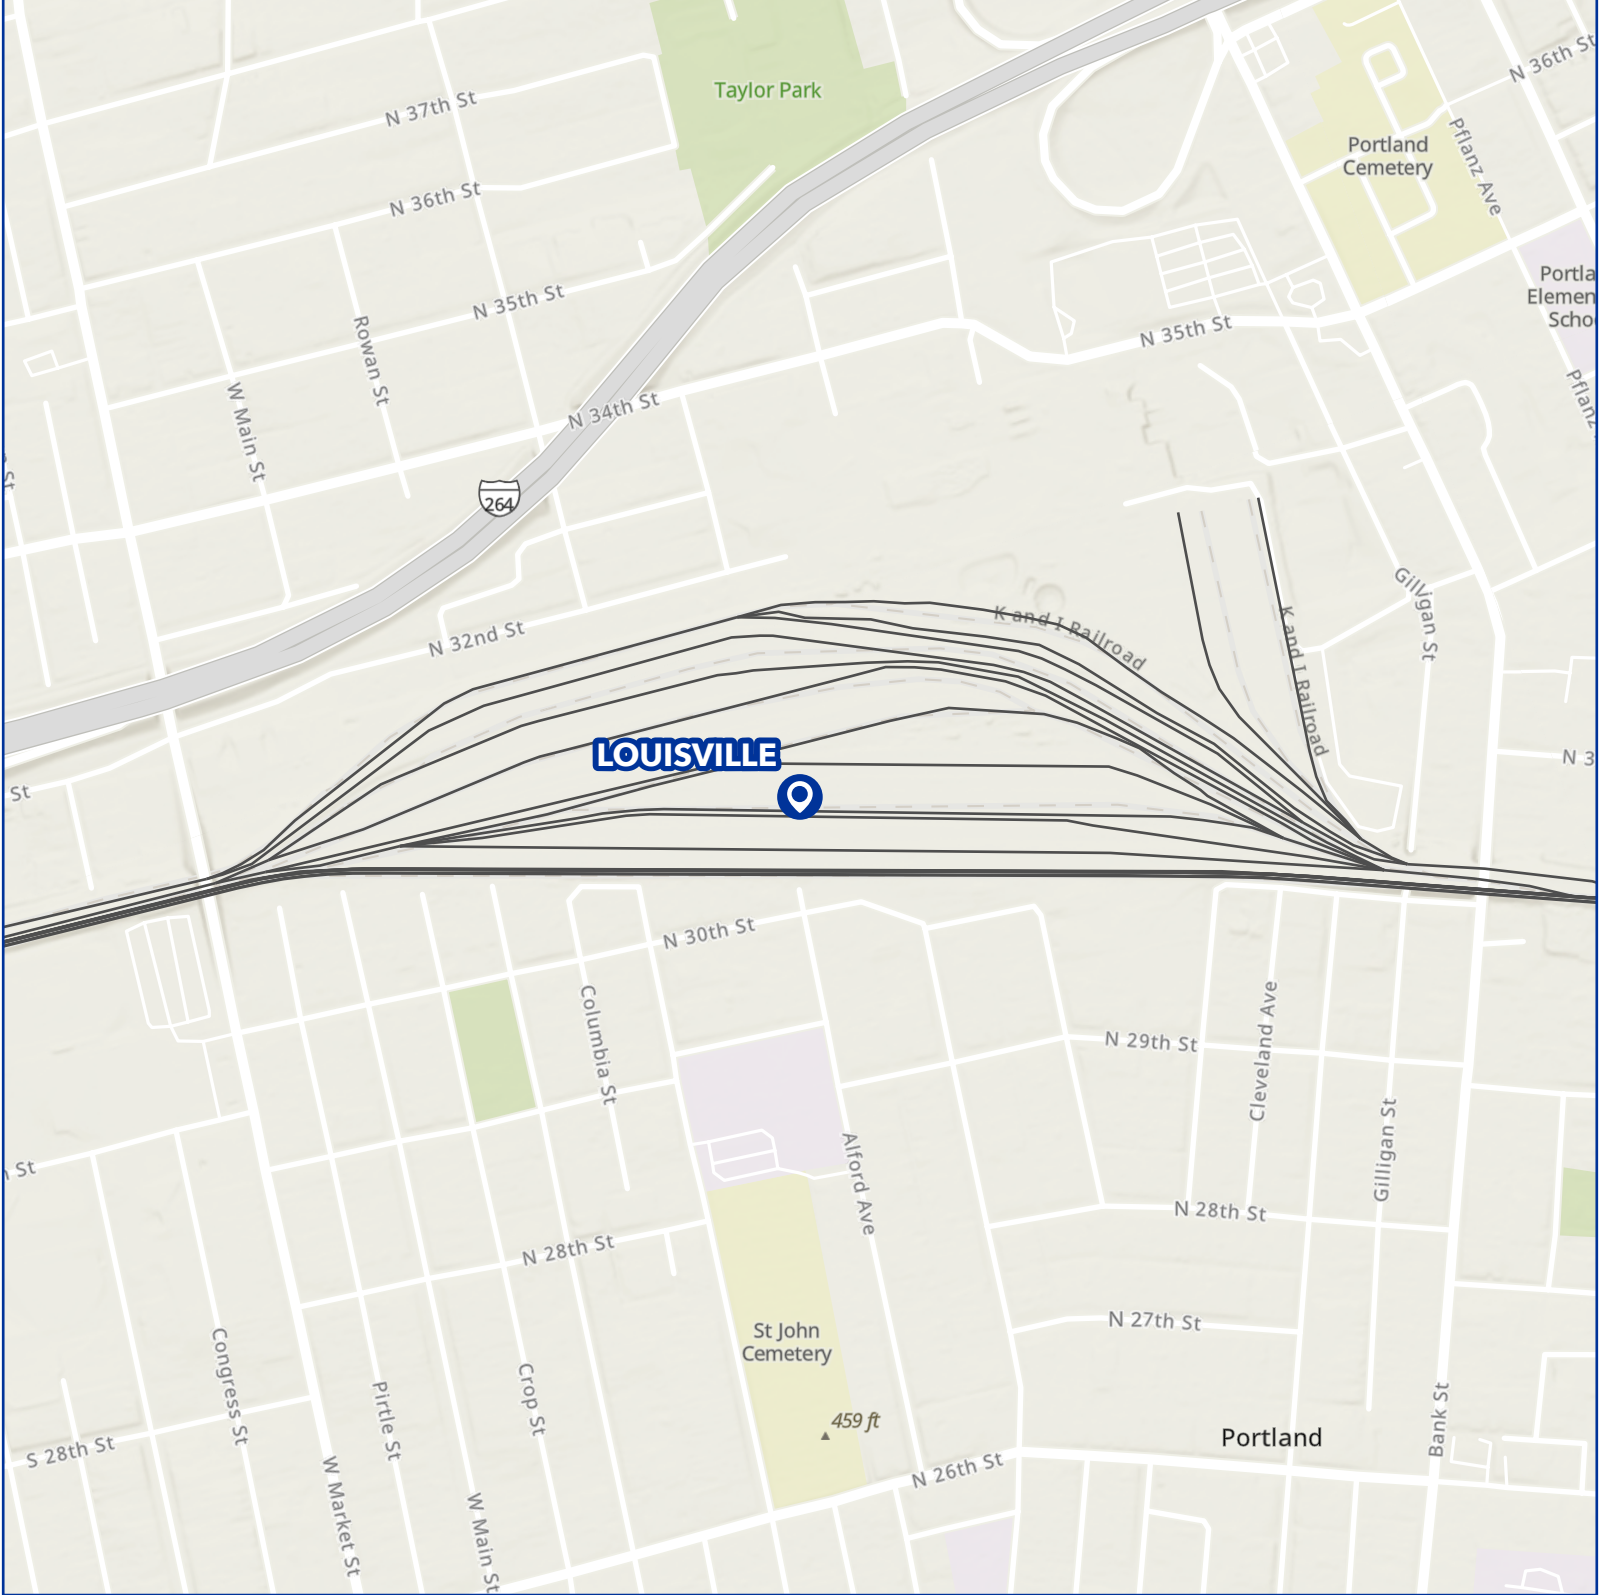 N 36th St
Taylor Park
N 37th St
Pflanz Ave
Portland
Cemetery
N 36th St
Portla
Elemen
Scho
N 35th St
N 35th St
Rowan St
Pflanz
W Main St
N 34th St
St
264
Gilligan St
K and I Railroad
K and I Railroad
N 32nd St
LOUISVILLE
N 3
St
N 30th St
Columbia St
Cleveland Ave
N 29th St
Gilligan St
Alford Ave
St
N 28th St
N 28th St
St John
Cemetery
N 27th St
Congress St
Crop St
Pirtle St
Bank St
459 ft
Portland
S 28th St
N 26th St
W Market St
W Main St